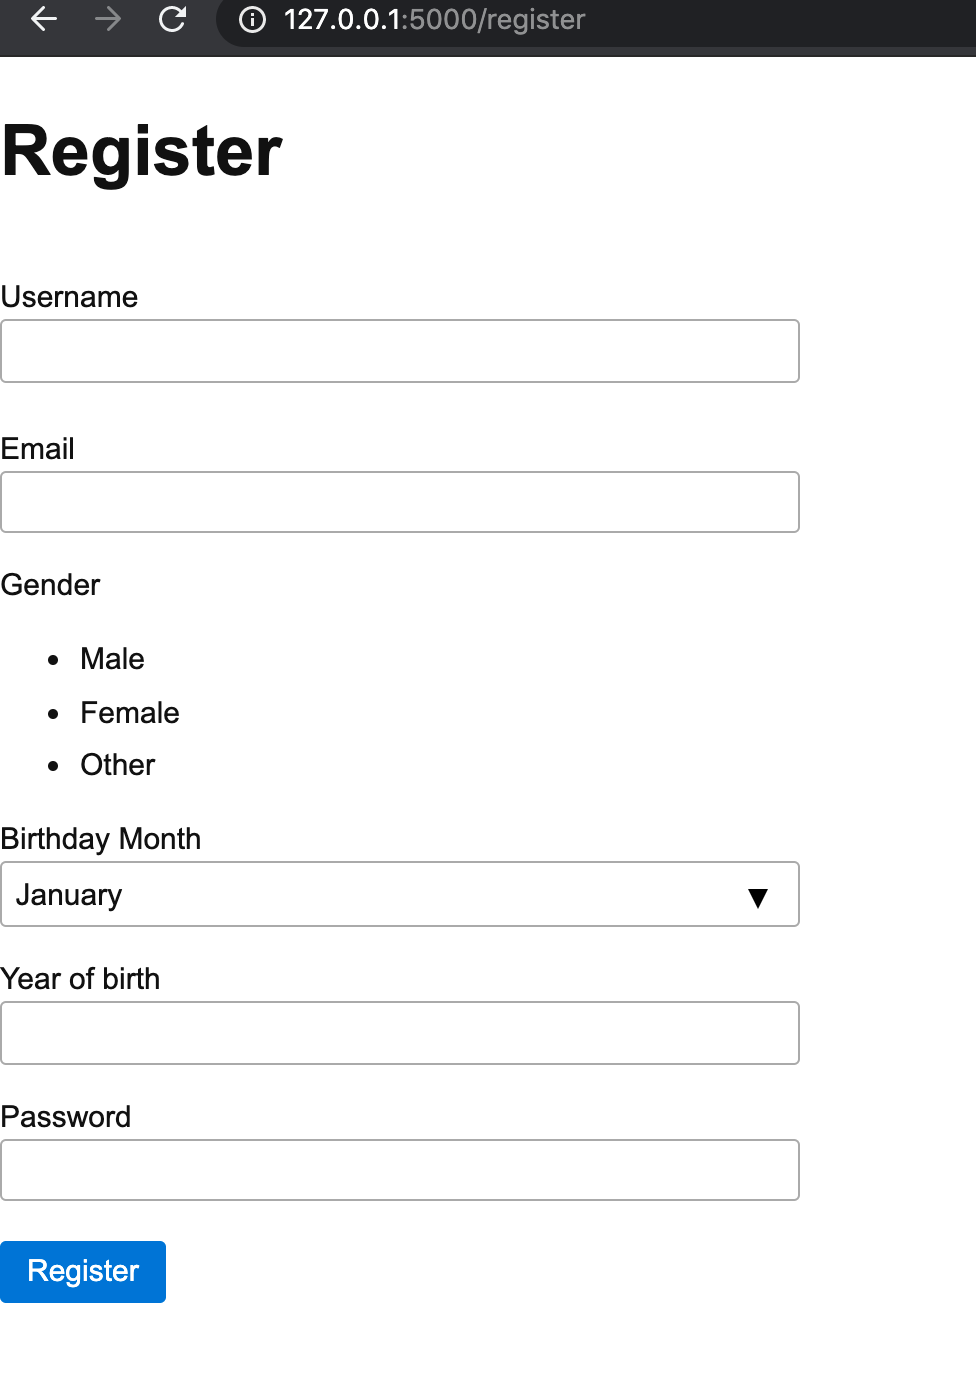 127.0.0.1:5000/register
Register
Username
Email
Gender
Male
Female
Other
Birthday Month
January
Year of birth
Password
Register